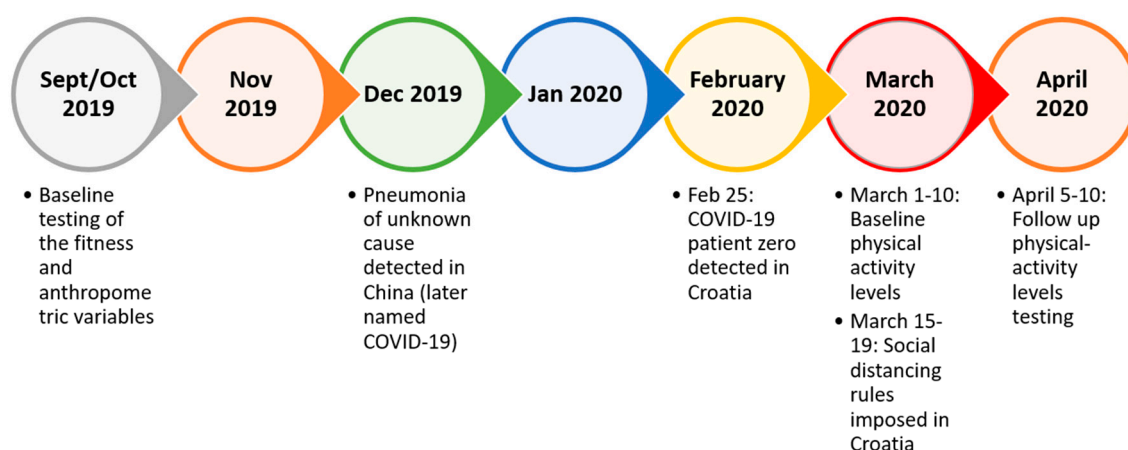 Sept/Oct
2019
Nov
2019
Dec 2019
Jan 2020
February
2020
March
2020
April
2020
• Baseline
testing of
the fitness
and
anthropome
tric variables
• Pneumonia
of unknown
cause
detected in
China (later
named
COVID-19)
• Feb 25:
COVID-19
patient zero
detected in
Croatia
• March 1-10:
Baseline
physical
activity
levels
• March 15-
19: Social
distancing
rules
imposed in
Croatia
• April 5-10:
Follow up
physical-
activity
levels
testing